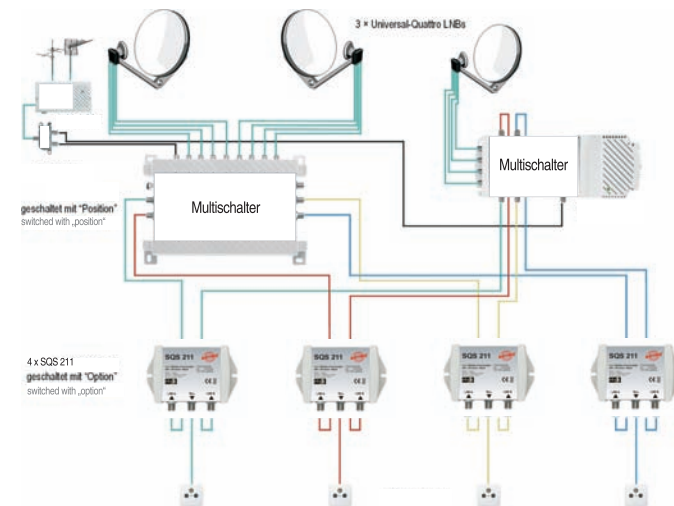 3 × Universal-Quattro LNBs
Multischalter
Multischalter
geschaltet mit "Position"
switched with „position“
4 x SQS 211
geschaltet mit "Option"
switched with „option“
SQS 211
SQS 211
SQS 211
SQS 211